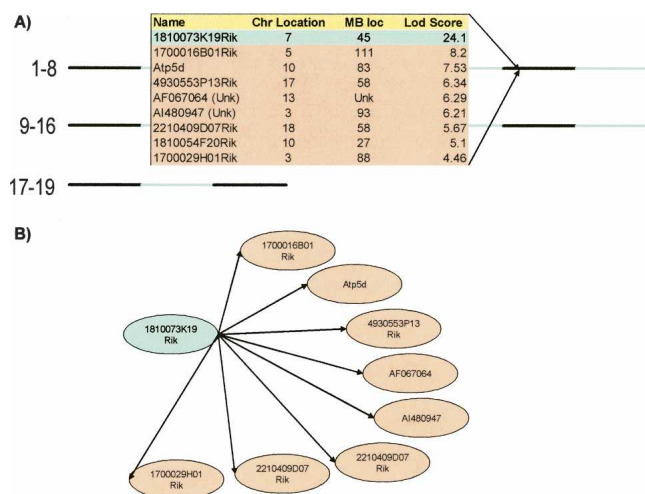 A)
Name Chr Location MB loc Lod Score
1810073K19Rik 7 45 24.1
1700016B01Rik 5 111 8.2
Atp5d 10 83 7.53
4930553P13Rik 17 58 6.34
AF067064 (Unk) 13 Unk 6.29
AI480947 (Unk) 3 93 6.21
2210409D07Rik 18 58 5.67
1810054F20Rik 10 27 5.1
1700029H01Rik 3 88 4.46
1-8
9-16
17-19
B)
1700016B01
Rik
Atp5d
1810073K19
Rik
4930553P13
Rik
AF067064
AI480947
2210409D07
Rik
2210409D07
Rik
1700029H01
Rik